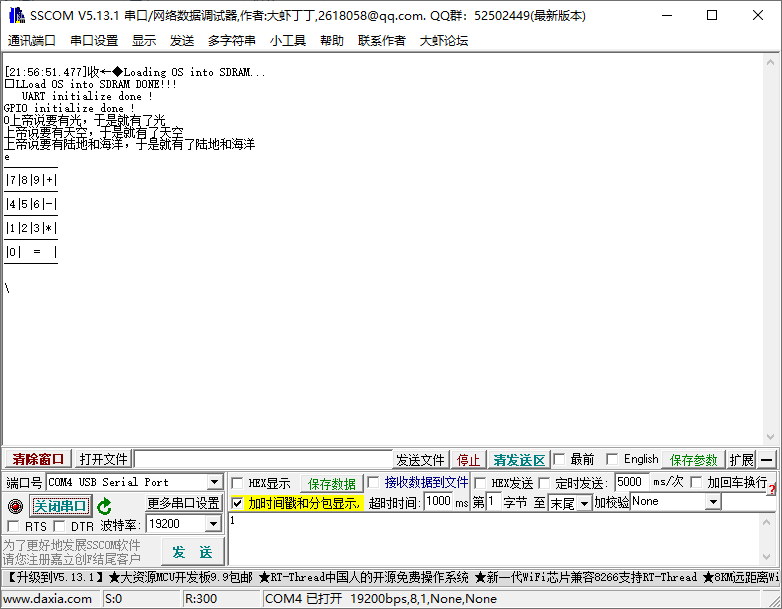 SSCOM V5.13.1 串口/网络数据调试器,作者:大虾丁丁,2618058@qq.com. QQ群: 52502449(最新版本)
通讯端口 串口设置 显示 发送 多字符串 小工具 帮助 联系作者 大虾论坛
[21:56:51.477]收←◆Loading OS into SDRAM...
□LLoad OS into SDRAM DONE!!!
UART initialize done !
GPIO initialize done !
0上帝说要有光，于是就有了光
上帝说要有天空，于是就有了天空
上帝说要有陆地和海洋，于是就有了陆地和海洋
e
|7|8|9|+|
|4|5|6|-|
|1|2|3|*|
|0| = |
\
清除窗口 打开文件 发送文件 停止 清发送区 最前 English 保存参数 扩展 —
端口号 COM4 USB Serial Port HEX显示 保存数据 接收数据到文件 HEX发送 定时发送: 5000 ms/次 加回车换行 ?
关闭串口 更多串口设置 加时间戳和分包显示, 超时时间: 1000 ms 第 1 字节 至 末尾 加校验 None
RTS DTR 波特率: 19200
1
为了更好地发展SSCOM软件
请您注册嘉立创F结尾客户
发 送
【升级到V5.13.1】★大资源MCU开发板9.9包邮 ★RT-Thread中国人的开源免费操作系统 ★新一代WiFi芯片兼容8266支持RT-Thread ★8KM远距离Wi
www.daxia.com S:0 R:300 COM4 已打开 19200bps,8,1,None,None